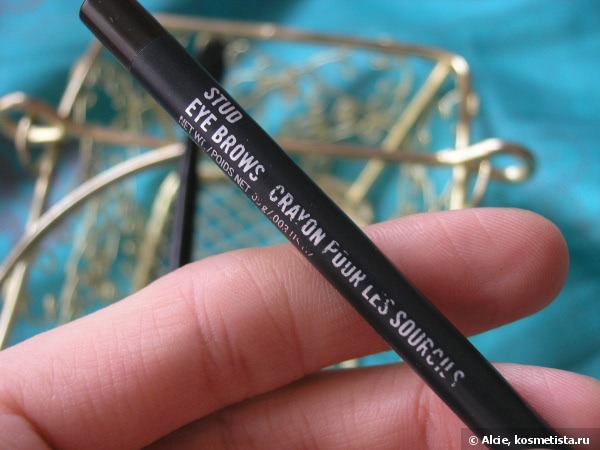 STUD
EYE BROWS CRAYON POUR LES SOURCILS
NET WT./POIDS NET
© Alcie, kosmetista.ru